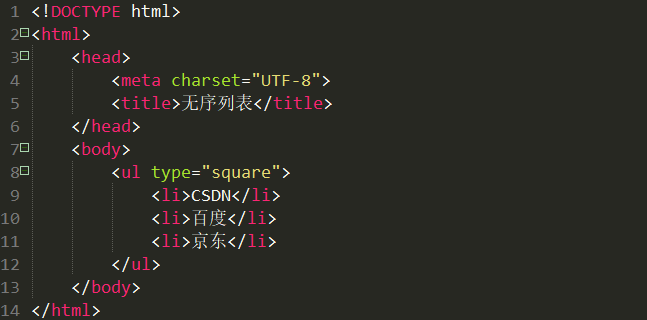 1 <!DOCTYPE html>
2 <html>
3     <head>
4         <meta charset="UTF-8">
5         <title>无序列表</title>
6     </head>
7     <body>
8         <ul type="square">
9             <li>CSDN</li>
10             <li>百度</li>
11             <li>京东</li>
12         </ul>
13     </body>
14 </html>